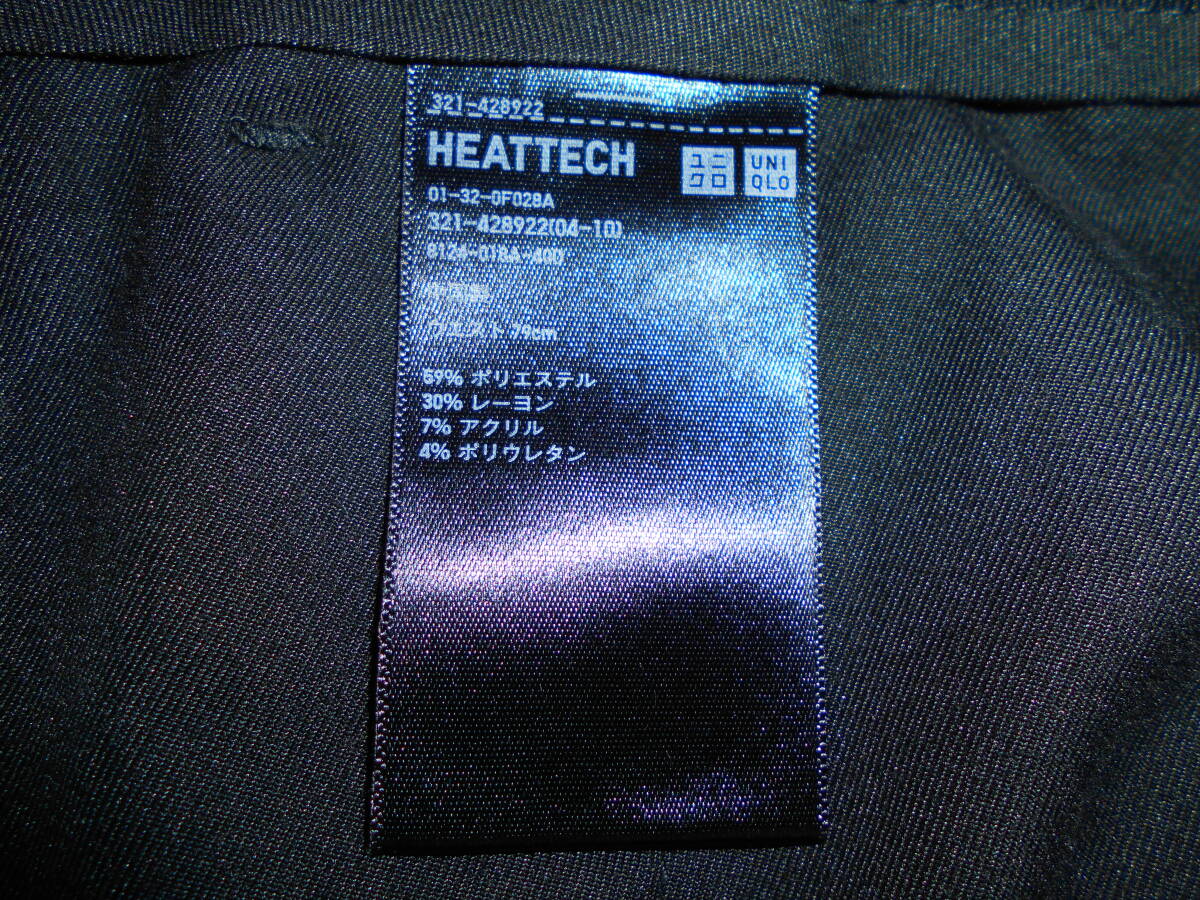 321-428922
HEATTECH
ユニ
クロ
UNI
QLO
01-32-0F028A
321-428922(04-10)
ウエスト 79cm
59% ポリエステル
30% レーヨン
7% アクリル
4% ポリウレタン